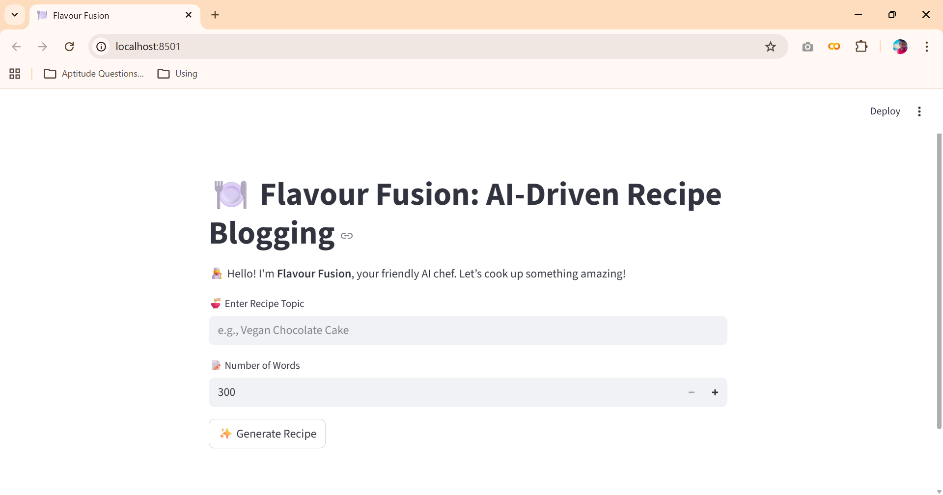 Flavour Fusion
localhost:8501
Aptitude Questions...
Using
Deploy
Flavour Fusion: AI-Driven Recipe
Blogging
Hello! I'm Flavour Fusion, your friendly AI chef. Let's cook up something amazing!
Enter Recipe Topic
e.g., Vegan Chocolate Cake
Number of Words
300
Generate Recipe